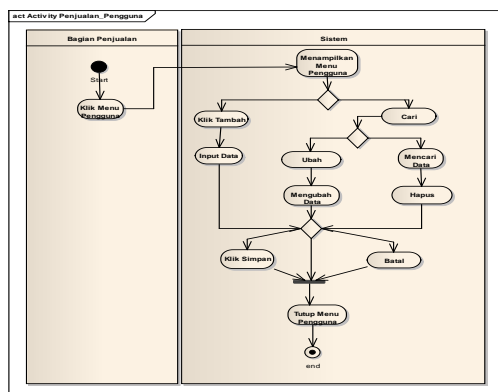 act Activity Penjualan_Pengguna
Bagian Penjualan
Sistem
Start
Klik Menu
Pengguna
Menampilkan
Menu
Pengguna
Klik Tambah
Cari
Input Data
Ubah
Mencari
Data
Mengubah
Data
Hapus
Klik Simpan
Batal
Tutup Menu
Pengguna
end